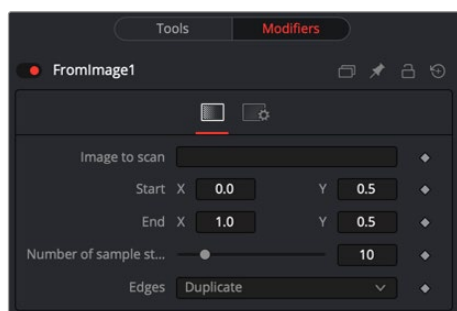 Tools Modifiers
FromImage1
Image to scan
Start X 0.0 Y 0.5
End X 1.0 Y 0.5
Number of sample st... 10
Edges Duplicate